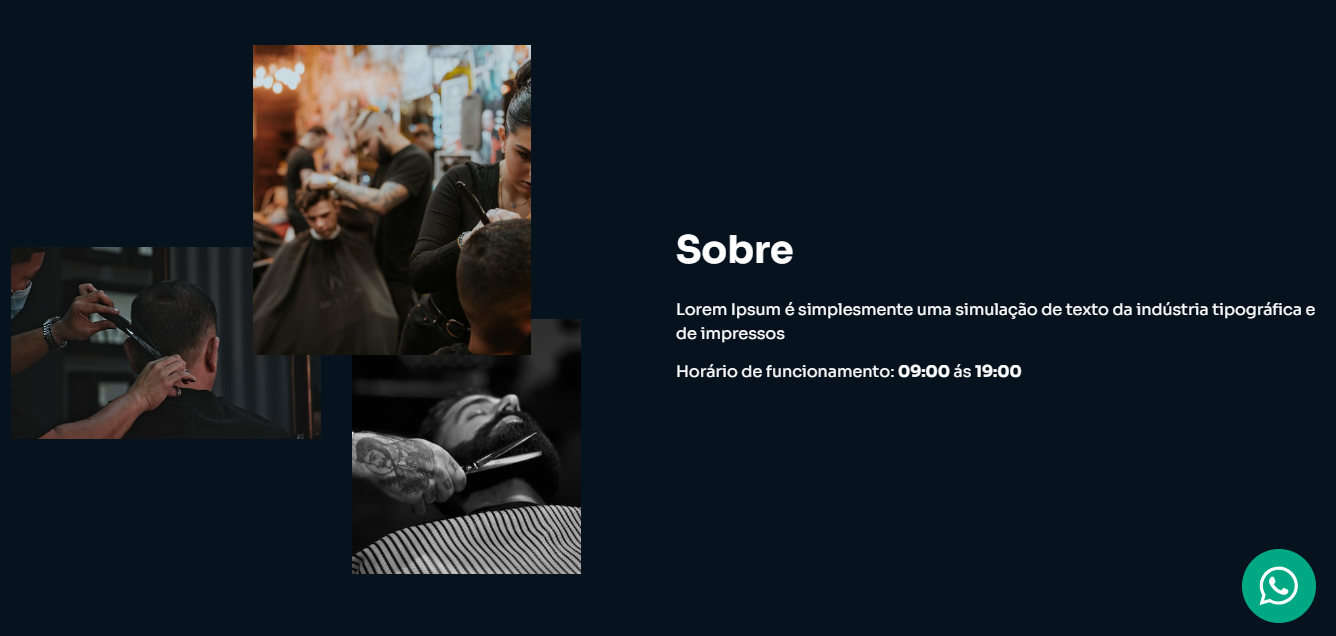 Sobre
Lorem Ipsum é simplesmente uma simulação de texto da indústria tipográfica e
de impressos
Horário de funcionamento: 09:00 ás 19:00